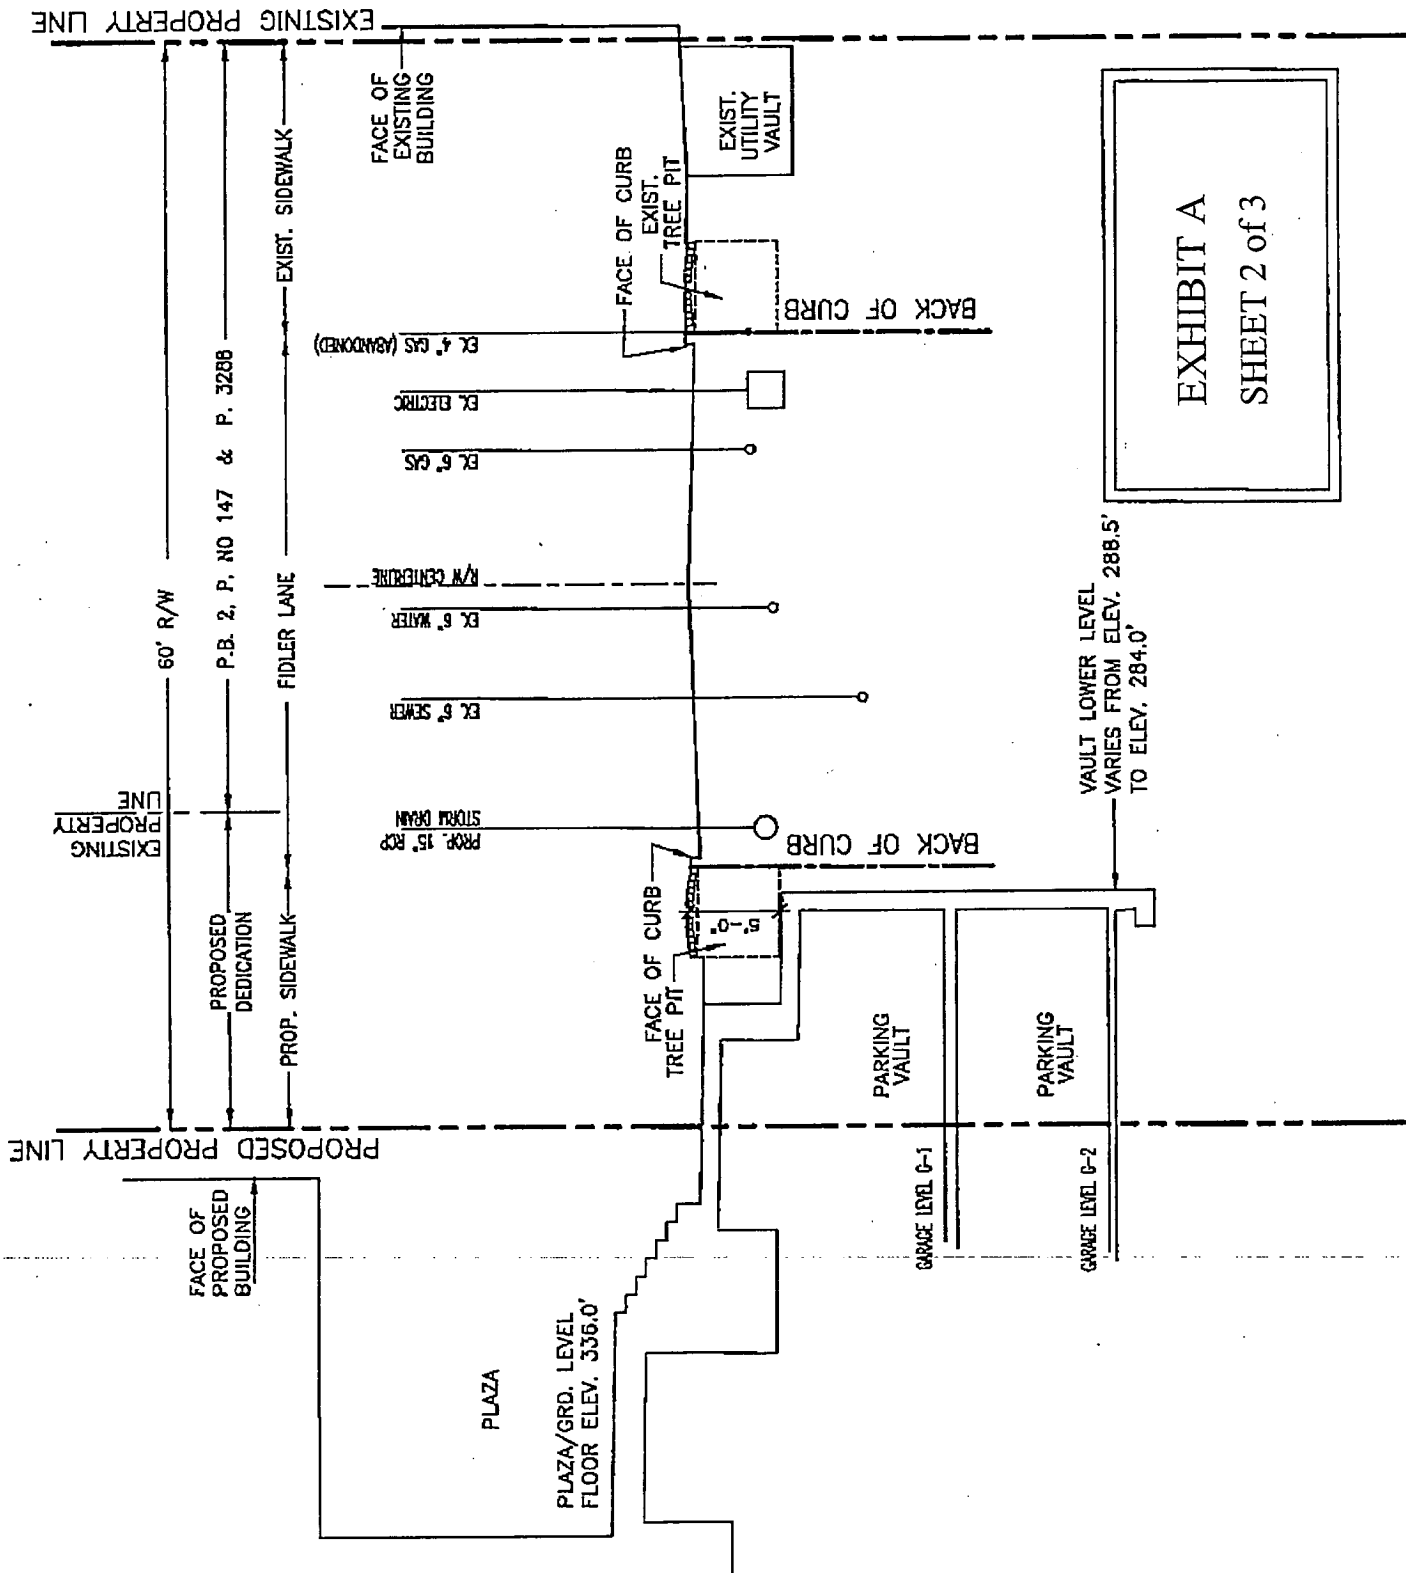 EXISTNIG PROPERTY LINE
60' R/W
P.B. 2, P. NO 147 & P. 3288
EXIST. SIDEWALK
FIDLER LANE
FACE OF
EXISTING
BUILDING
EXIST.
UTILITY
VAULT
FACE OF CURB
EXIST.
TREE PIT
BACK OF CURB
EX. 4" GAS (ABANDONED)
EX. ELECTRIC
EX. 6" GAS
R/W CENTERLINE
EX. 6" WATER
EX. 6" SEWER
PROP. 15" RCP
STORM DRAIN
EXISTING
PROPERTY
LINE
PROPOSED
DEDICATION
PROP. SIDEWALK
BACK OF CURB
FACE OF CURB
TREE PIT
5'-0"
VAULT LOWER LEVEL
VARIES FROM ELEV. 288.5'
TO ELEV. 284.0'
PARKING
VAULT
PARKING
VAULT
PROPOSED PROPERTY LINE
GARAGE LEVEL G-1
GARAGE LEVEL G-2
FACE OF
PROPOSED
BUILDING
PLAZA
PLAZA/GRD. LEVEL
FLOOR ELEV. 336.0'
EXHIBIT A
SHEET 2 of 3